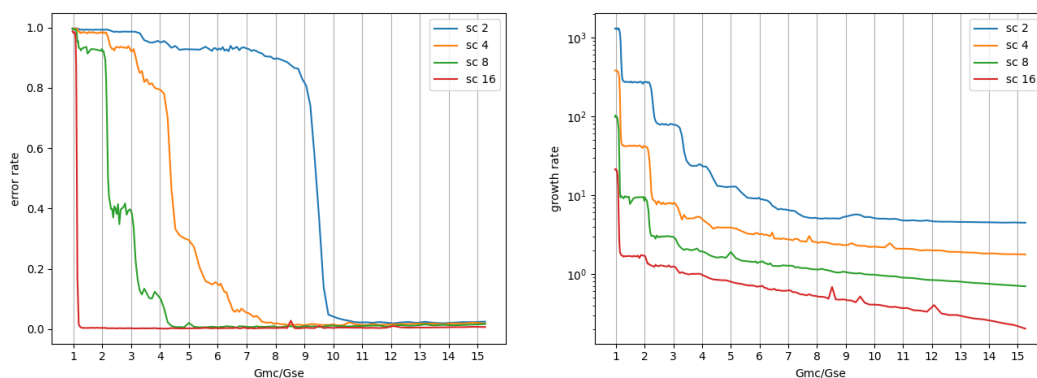 1.0
0.8
0.6
0.4
0.2
0.0
error rate
1 2 3 4 5 6 7 8 9 10 11 12 13 14 15
Gmc/Gse
sc 2
sc 4
sc 8
sc 16
10³
10²
10¹
10⁰
growth rate
1 2 3 4 5 6 7 8 9 10 11 12 13 14 15
Gmc/Gse
sc 2
sc 4
sc 8
sc 16